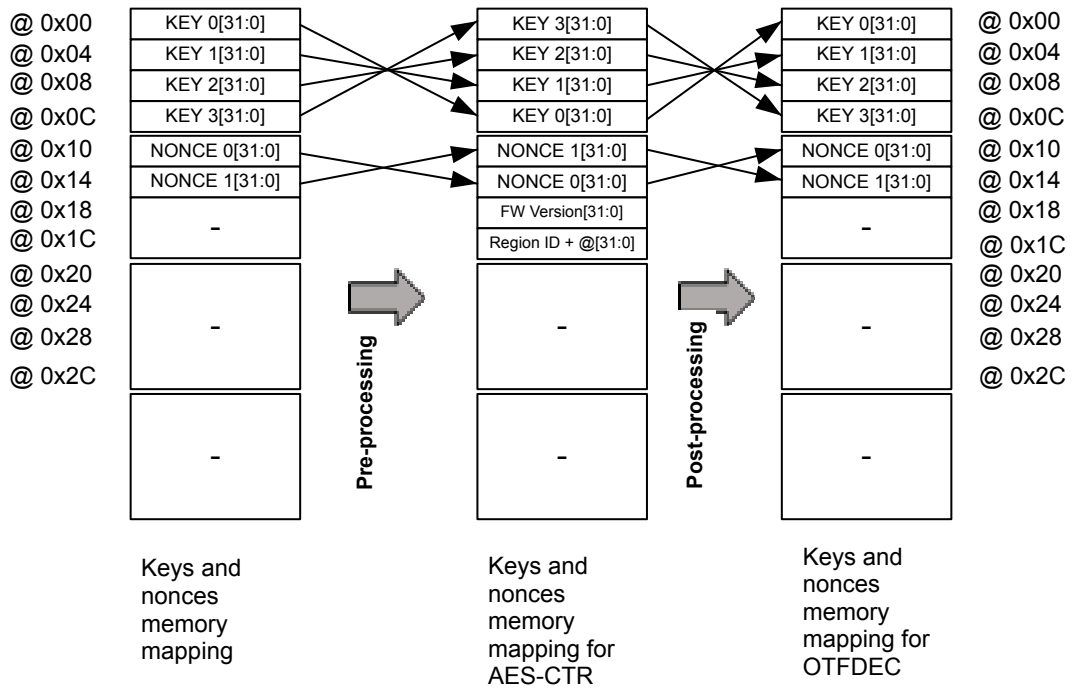 @ 0x00 KEY 0[31:0] KEY 3[31:0] KEY 0[31:0] @ 0x00
@ 0x04 KEY 1[31:0] KEY 2[31:0] KEY 1[31:0] @ 0x04
@ 0x08 KEY 2[31:0] KEY 1[31:0] KEY 2[31:0] @ 0x08
@ 0x0C KEY 3[31:0] KEY 0[31:0] KEY 3[31:0] @ 0x0C
@ 0x10 NONCE 0[31:0] NONCE 1[31:0] NONCE 0[31:0] @ 0x10
@ 0x14 NONCE 1[31:0] NONCE 0[31:0] NONCE 1[31:0] @ 0x14
@ 0x18 - FW Version[31:0] - @ 0x18
@ 0x1C Region ID + @[31:0] @ 0x1C
@ 0x20 @ 0x20
@ 0x24 @ 0x24
- - -
@ 0x28 @ 0x28
@ 0x2C @ 0x2C
Pre-processing
Post-processing
- - -
Keys and
nonces
memory
mapping
Keys and
nonces
memory
mapping for
AES-CTR
Keys and
nonces
memory
mapping for
OTFDEC